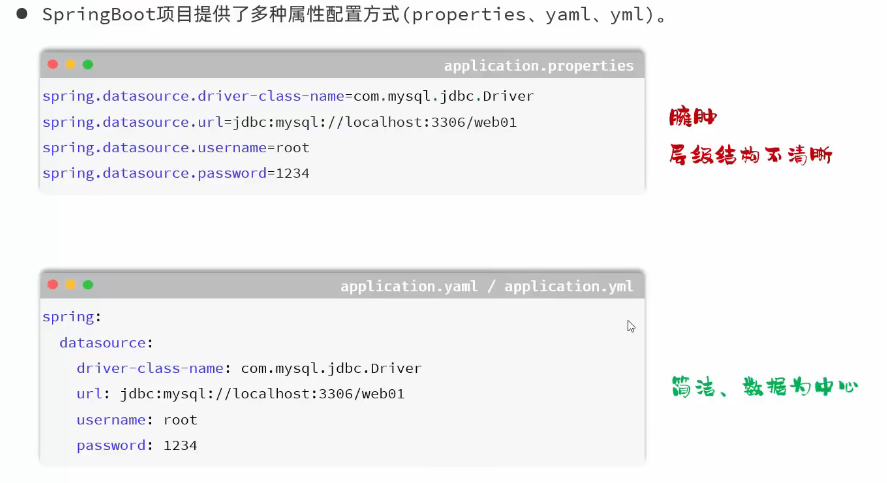 ● SpringBoot项目提供了多种属性配置方式(properties、yaml、yml)。
application.properties
spring.datasource.driver-class-name=com.mysql.jdbc.Driver
spring.datasource.url=jdbc:mysql://localhost:3306/web01
spring.datasource.username=root
spring.datasource.password=1234
臃肿
层级结构不清晰
application.yaml / application.yml
spring:
  datasource:
    driver-class-name: com.mysql.jdbc.Driver
    url: jdbc:mysql://localhost:3306/web01
    username: root
    password: 1234
简洁、数据为中心